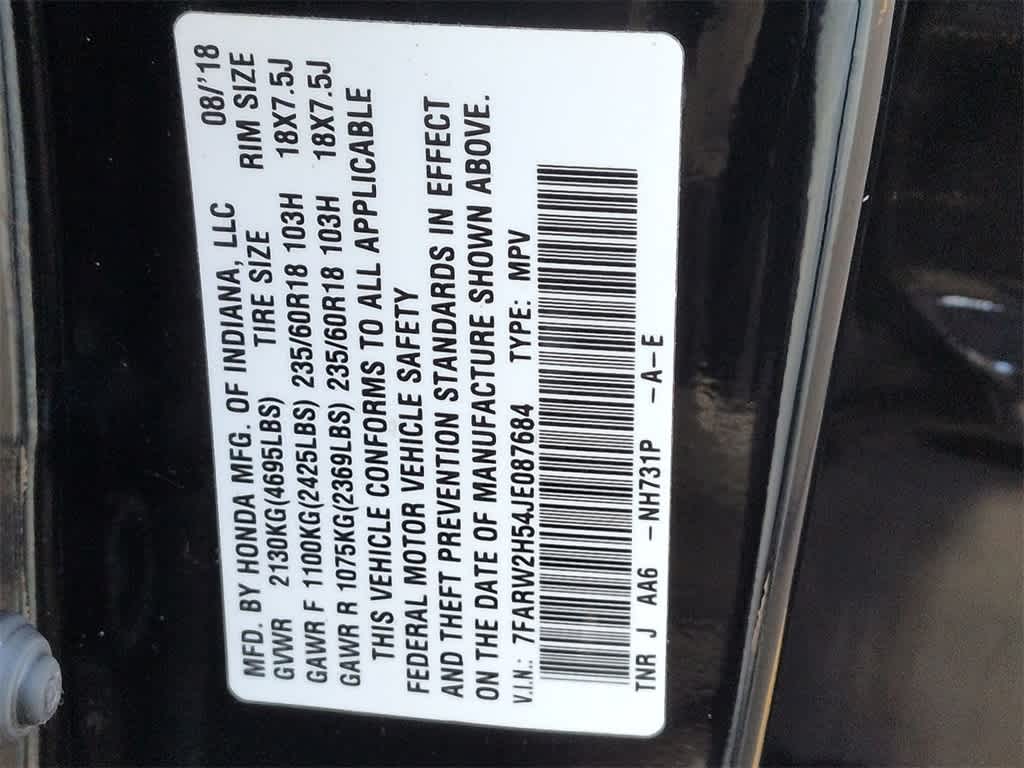 MFD. BY HONDA MFG. OF INDIANA, LLC 08/'18
GVWR 2130KG(4695LBS) TIRE SIZE RIM SIZE
GAWR F 1100KG(2425LBS) 235/60R18 103H 18X7.5J
GAWR R 1075KG(2369LBS) 235/60R18 103H 18X7.5J
THIS VEHICLE CONFORMS TO ALL APPLICABLE
FEDERAL MOTOR VEHICLE SAFETY
AND THEFT PREVENTION STANDARDS IN EFFECT
ON THE DATE OF MANUFACTURE SHOWN ABOVE.
V.I.N.: 7FARW2H54JE087684 TYPE: MPV
TNR J AA6 -NH731P -A-E